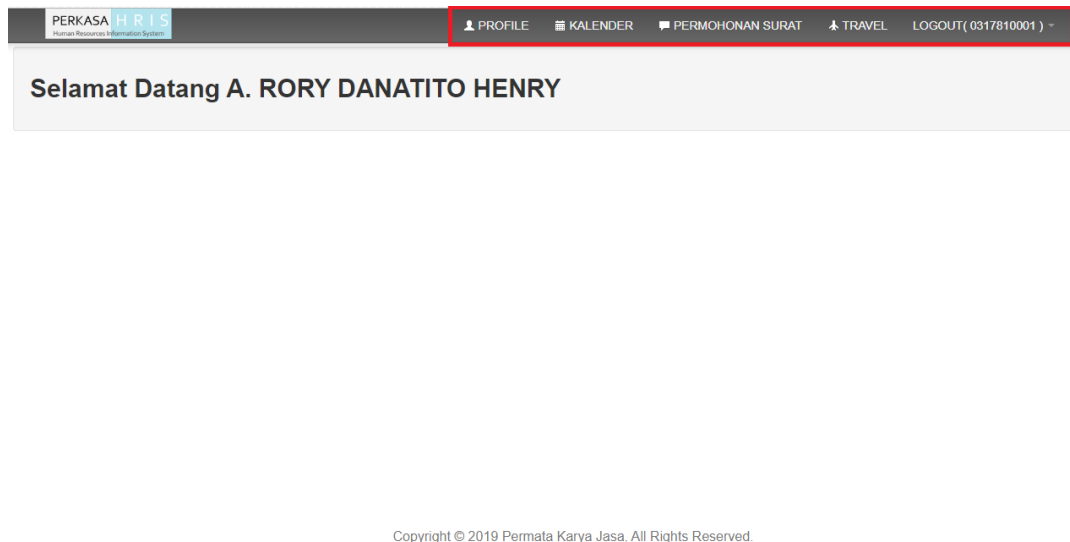 PERKASA HRIS
Human Resources Information System
PROFILE KALENDER PERMOHONAN SURAT TRAVEL LOGOUT( 0317810001 )
Selamat Datang A. RORY DANATITO HENRY
Copyright © 2019 Permata Karya Jasa. All Rights Reserved.